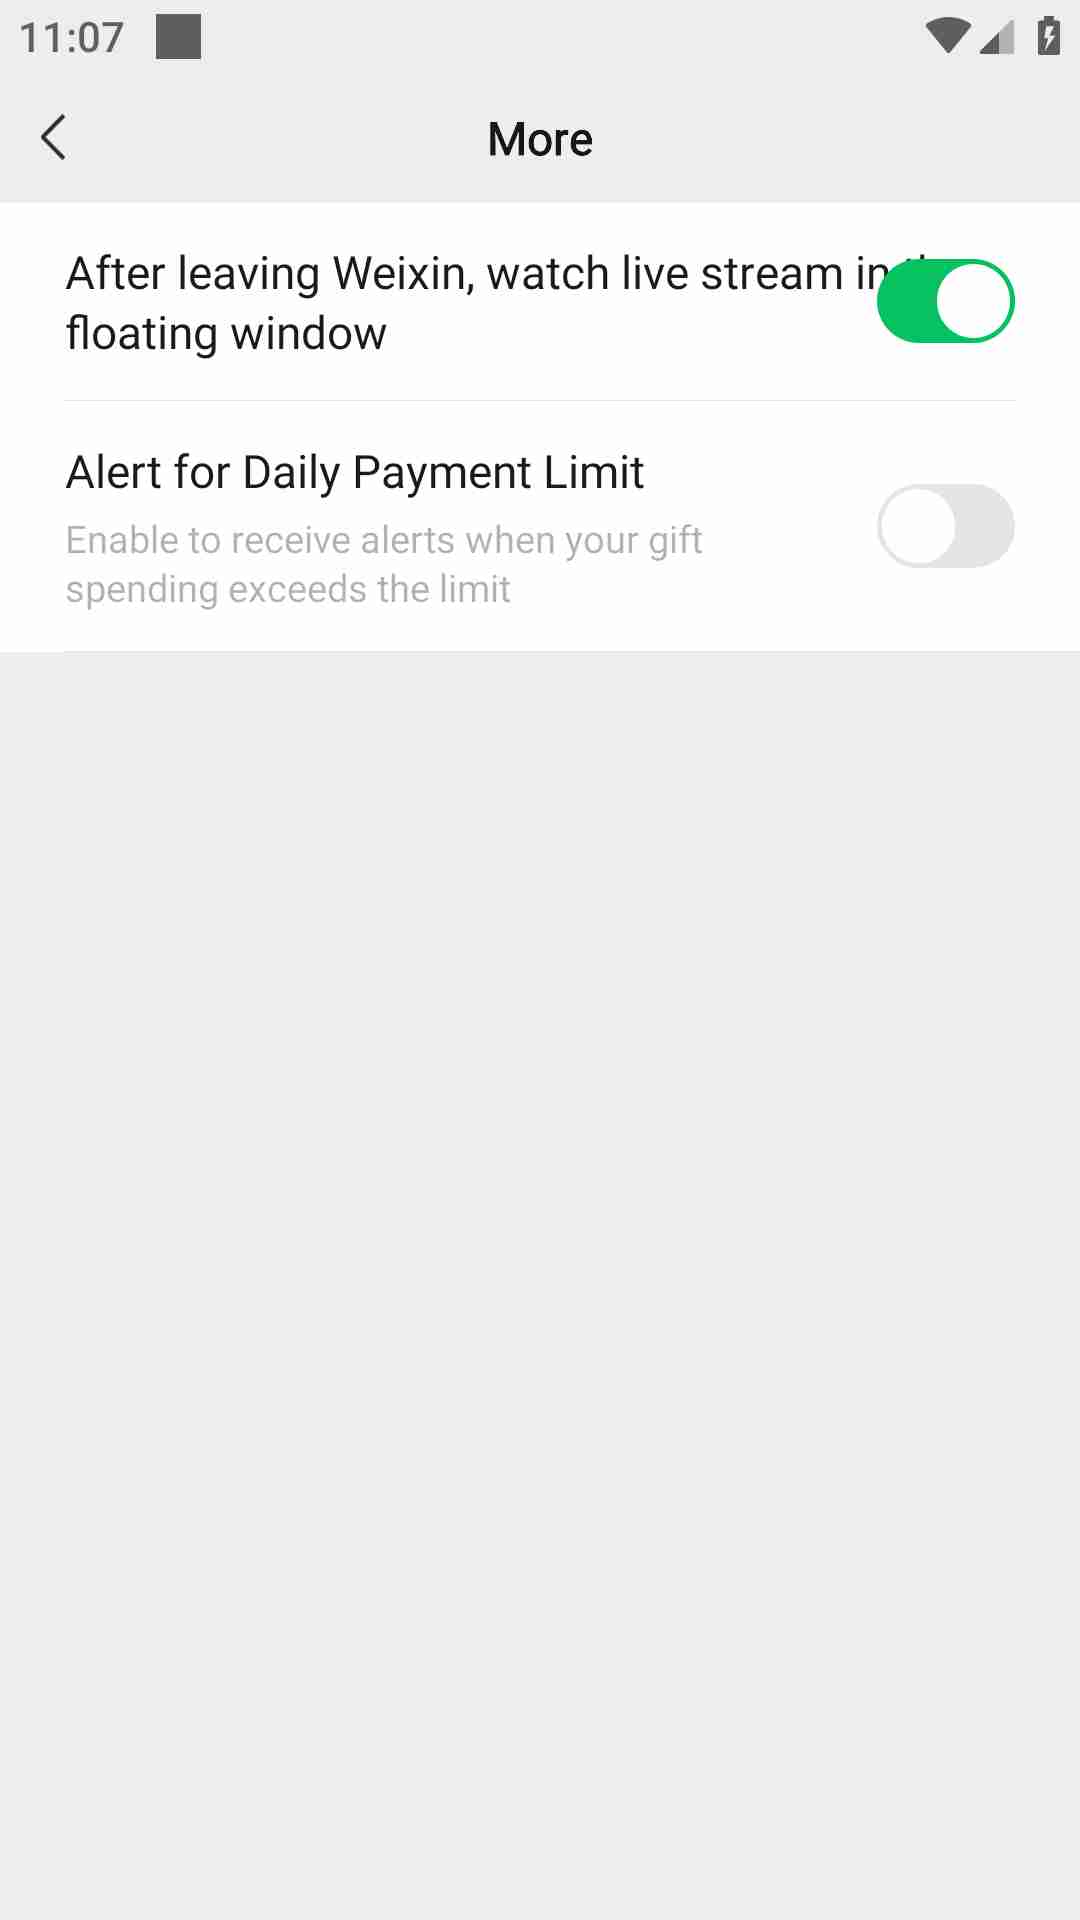 11:07
More
After leaving Weixin, watch live stream in
floating window
Alert for Daily Payment Limit
Enable to receive alerts when your gift
spending exceeds the limit